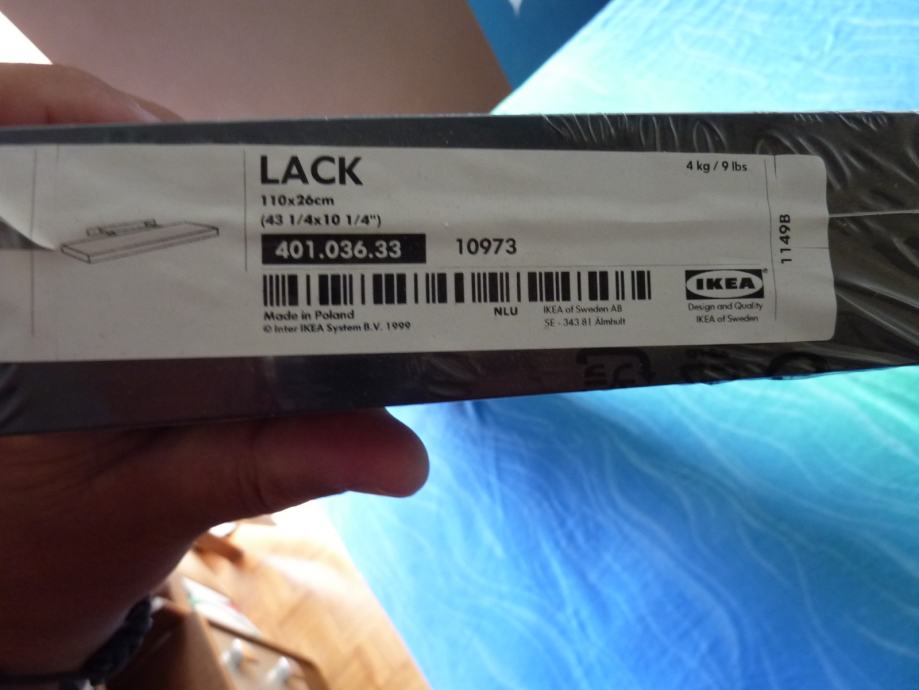 LACK
4 kg / 9 lbs
110x26cm
(43 1/4x10 1/4")
401.036.33 10973
1149B
IKEA®
Design and Quality
IKEA of Sweden
Made in Poland
© Inter IKEA System B.V. 1999
NLU
IKEA of Sweden AB
SE - 343 81 Älmhult